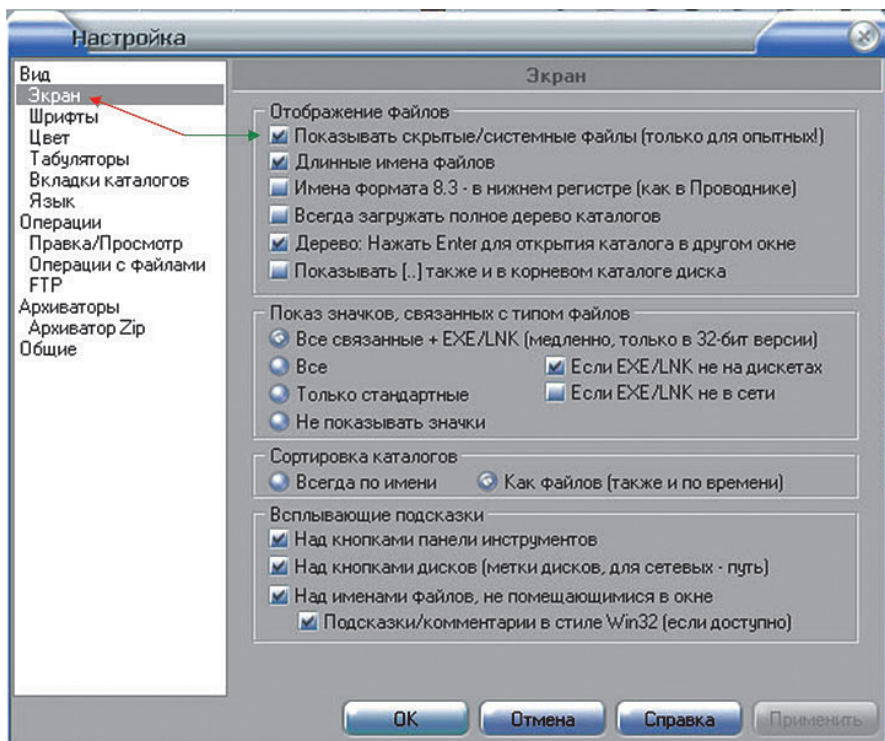 Настройка
Вид
Экран
Шрифты
Цвет
Табуляторы
Вкладки каталогов
Язык
Операции
Правка/Просмотр
Операции с файлами
FTP
Архиваторы
Архиватор Zip
Общие
Экран
Отображение файлов
Показывать скрытые/системные файлы (только для опытных!)
Длинные имена файлов
Имена формата 8.3 - в нижнем регистре (как в Проводнике)
Всегда загружать полное дерево каталогов
Дерево: Нажать Enter для открытия каталога в другом окне
Показывать [..] также и в корневом каталоге диска
Показ значков, связанных с типом файлов
Все связанные + EXE/LNK (медленно, только в 32-бит версии)
Все
Если EXE/LNK не на дискетах
Только стандартные
Если EXE/LNK не в сети
Не показывать значки
Сортировка каталогов
Всегда по имени
Как файлов (также и по времени)
Всплывающие подсказки
Над кнопками панели инструментов
Над кнопками дисков (метки дисков, для сетевых - путь)
Над именами файлов, не помещающимися в окне
Подсказки/комментарии в стиле Win32 (если доступно)
OK
Отмена
Справка
Применить